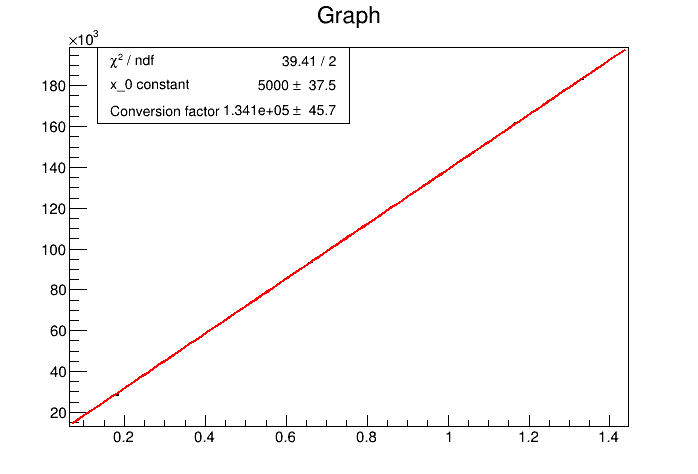 Graph
×10³
χ² / ndf 39.41 / 2
x_0 constant 5000 ± 37.5
Conversion factor 1.341e+05 ± 45.7
180
160
140
120
100
80
60
40
20
0.2 0.4 0.6 0.8 1 1.2 1.4